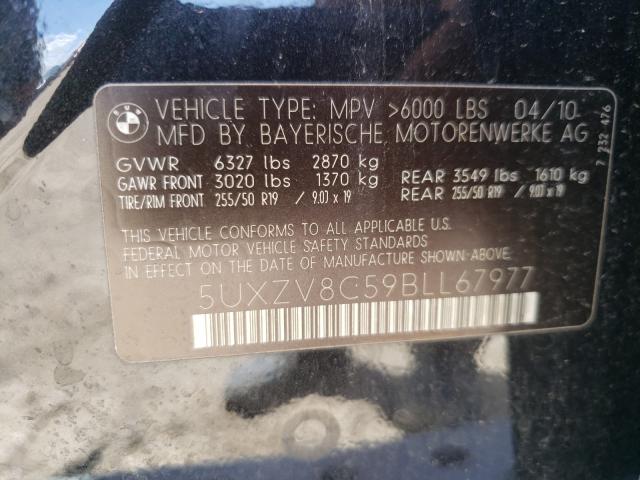 BMW
VEHICLE TYPE: MPV >6000 LBS 04/10
MFD BY BAYERISCHE MOTORENWERKE AG
GVWR 6327 lbs 2870 kg
GAWR FRONT 3020 lbs 1370 kg REAR 3549 lbs 1610 kg
TIRE/RIM FRONT 255/50 R19 / 9.0J x 19 REAR 255/50 R19 / 9.0J x 19
THIS VEHICLE CONFORMS TO ALL APPLICABLE U.S.
FEDERAL MOTOR VEHICLE SAFETY STANDARDS
IN EFFECT ON THE DATE OF MANUFACTURE SHOWN ABOVE.
5UXZV8C59BLL67977
7 232 476